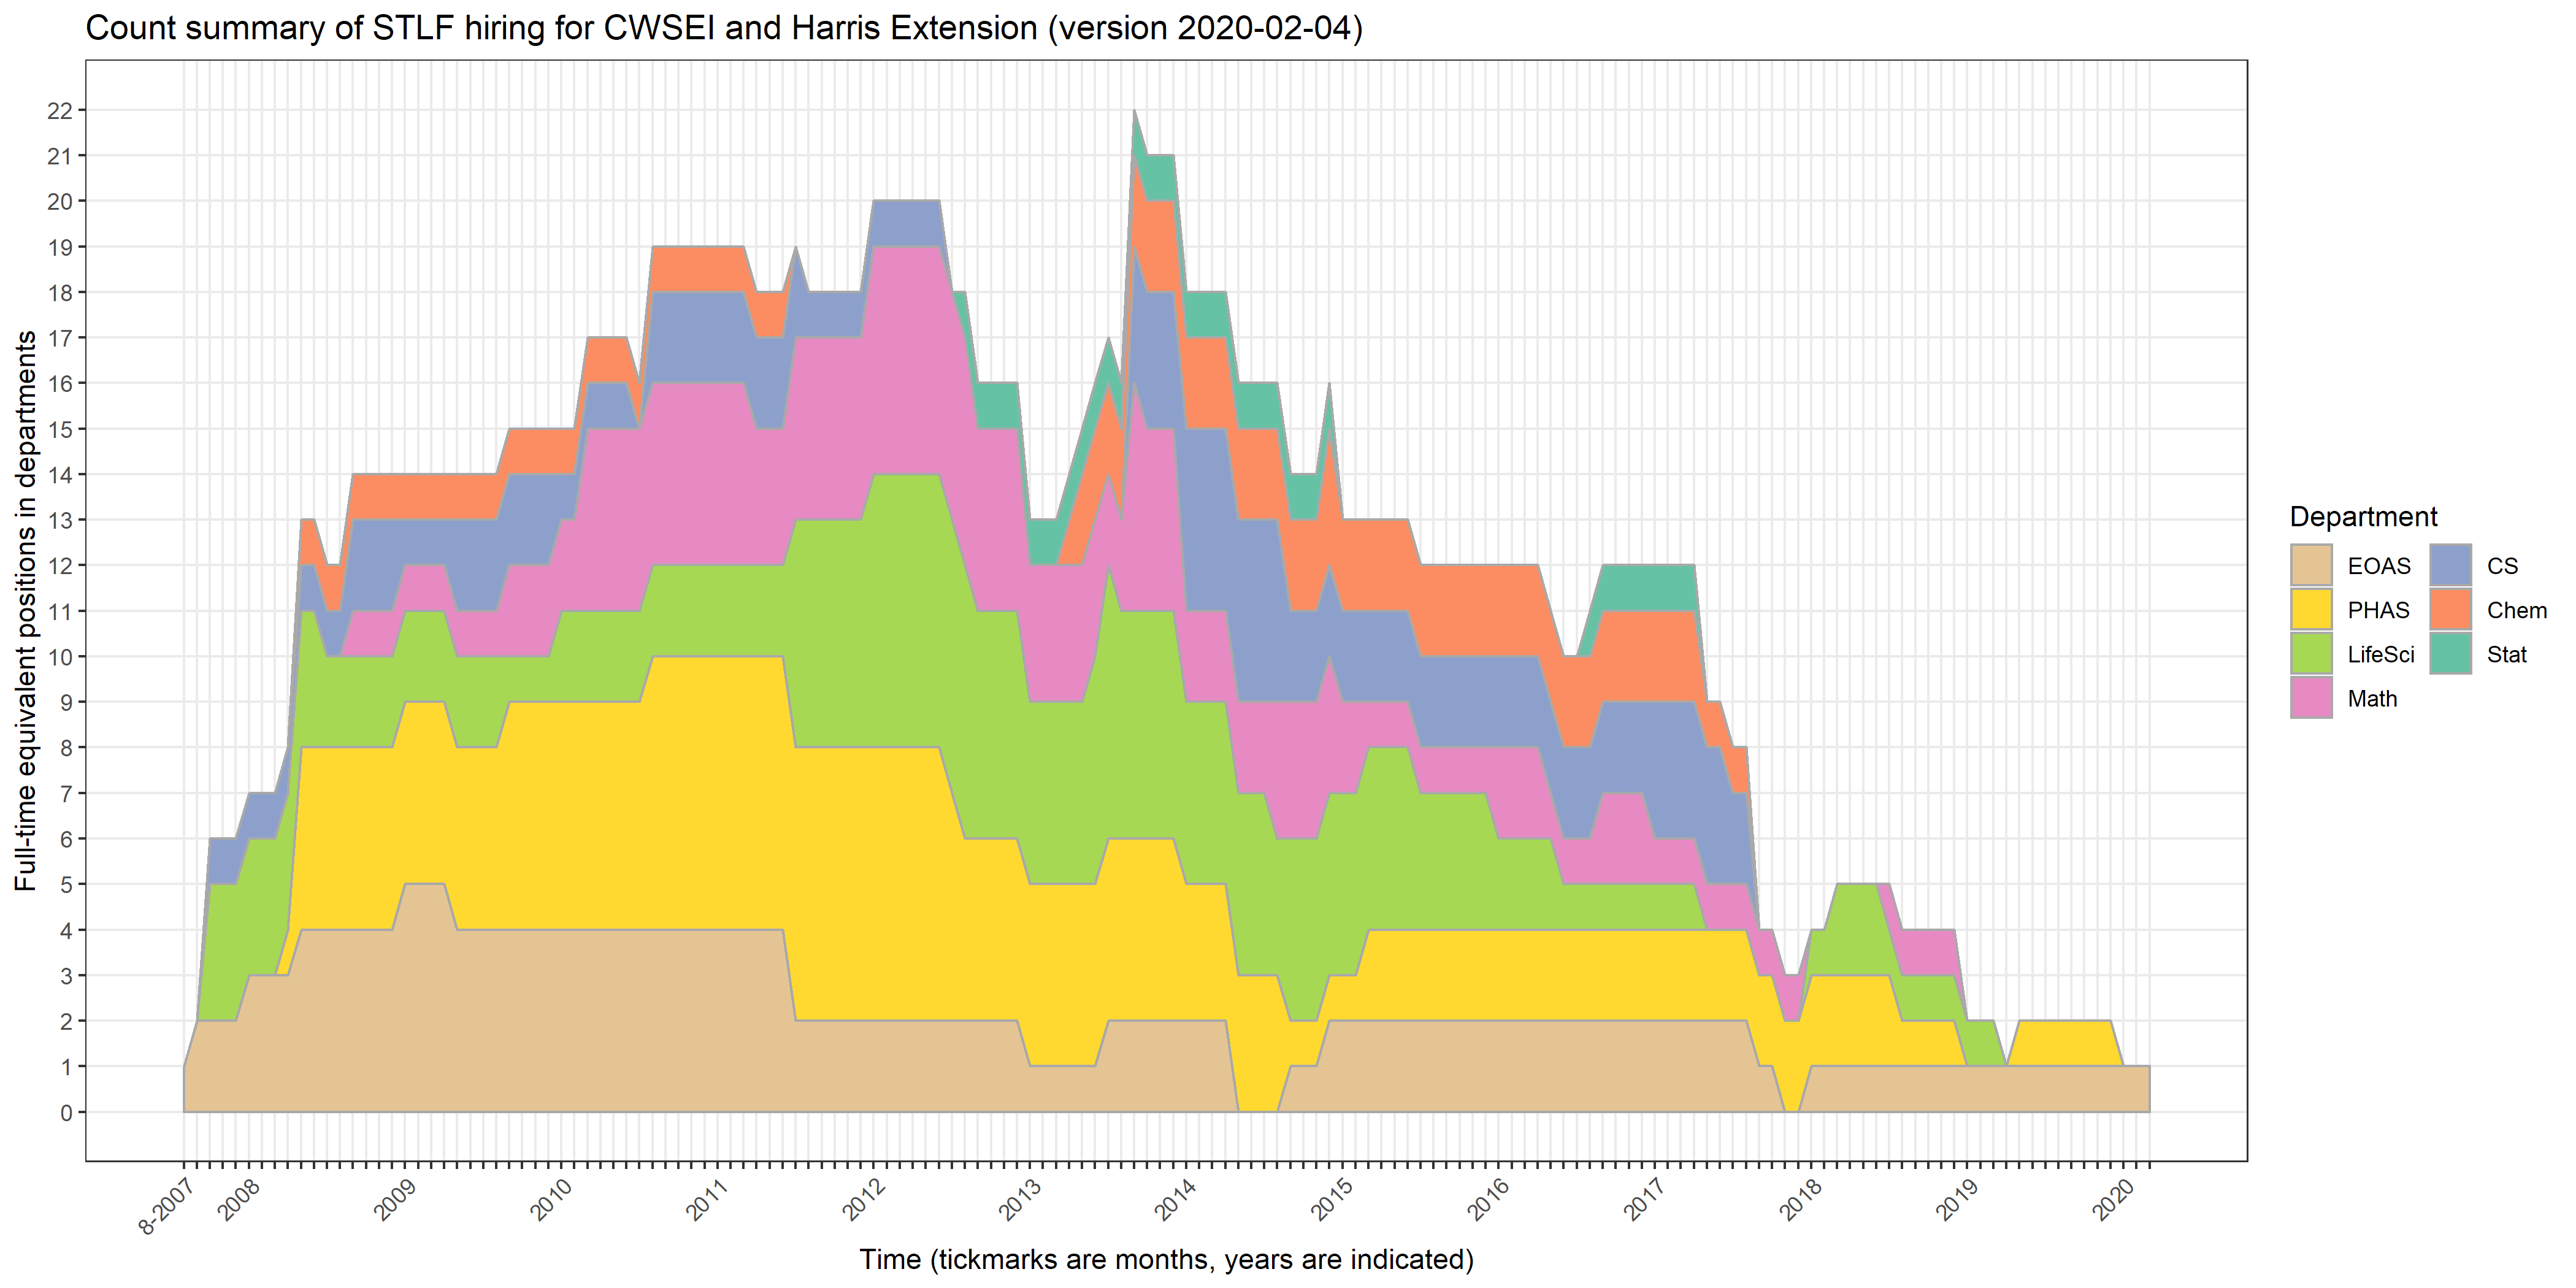 Count summary of STLF hiring for CWSEI and Harris Extension (version 2020-02-04)
Full-time equivalent positions in departments
22
21
20
19
18
17
16
15
14
13
12
11
10
9
8
7
6
5
4
3
2
1
0
8-2007 2008 2009 2010 2011 2012 2013 2014 2015 2016 2017 2018 2019 2020
Time (tickmarks are months, years are indicated)
Department
EOAS CS
PHAS Chem
LifeSci Stat
Math